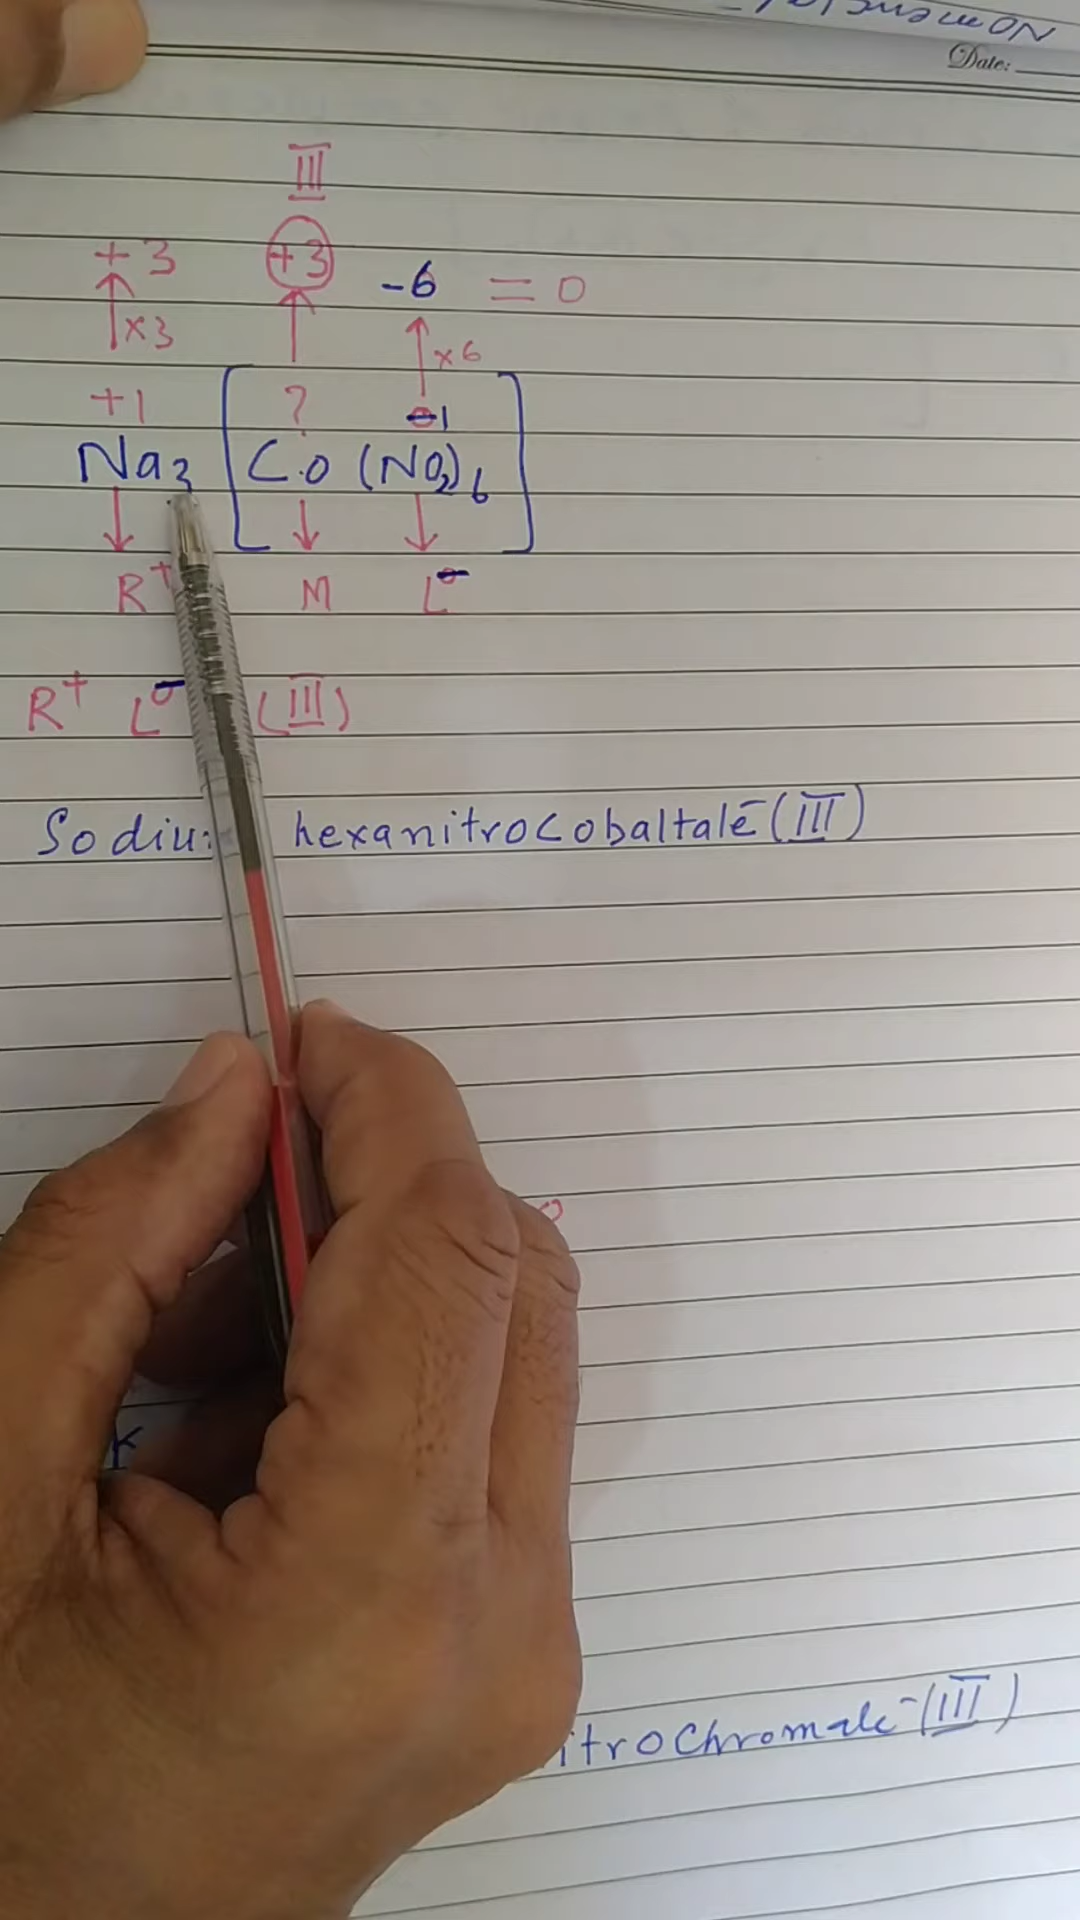 Nomencla
Date:
III
+3 +3 -6 = 0
×3 ×6
+1 ? -1
Na3 [Co (NO2)6]
R+ M L-
R+ L- (III)
Sodiu hexanitrocobaltate (III)
K
itrochromate (III)